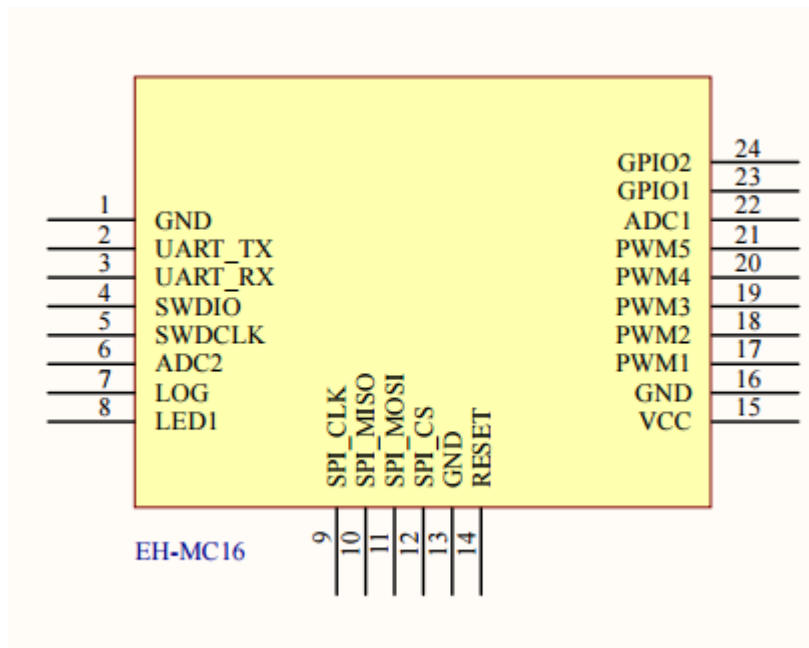 1 GND
2 UART_TX
3 UART_RX
4 SWDIO
5 SWDCLK
6 ADC2
7 LOG
8 LED1
9 SPI_CLK
10 SPI_MISO
11 SPI_MOSI
12 SPI_CS
13 GND
14 RESET
GPIO2 24
GPIO1 23
ADC1 22
PWM5 21
PWM4 20
PWM3 19
PWM2 18
PWM1 17
GND 16
VCC 15
EH-MC16